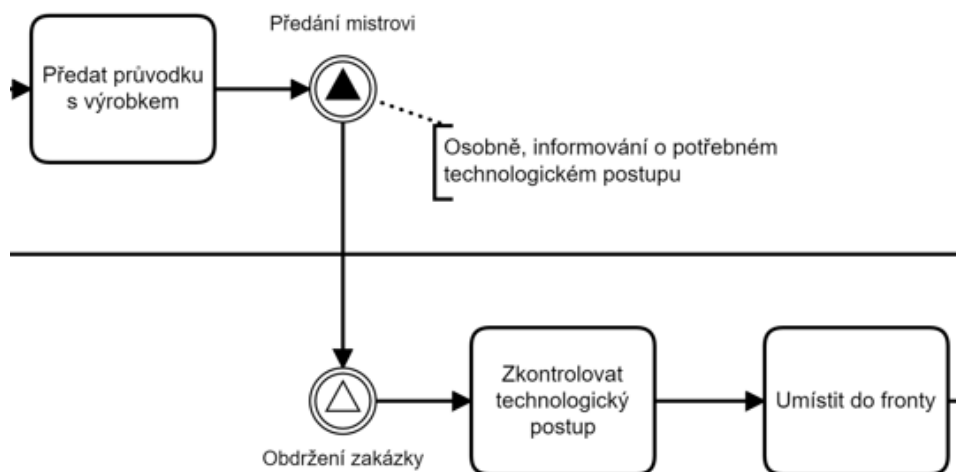 Předání mistrovi
Předat průvodku
s výrobkem
Osobně, informování o potřebném
technologickém postupu
Zkontrolovat
technologický
postup
Umístit do fronty
Obdržení zakázky